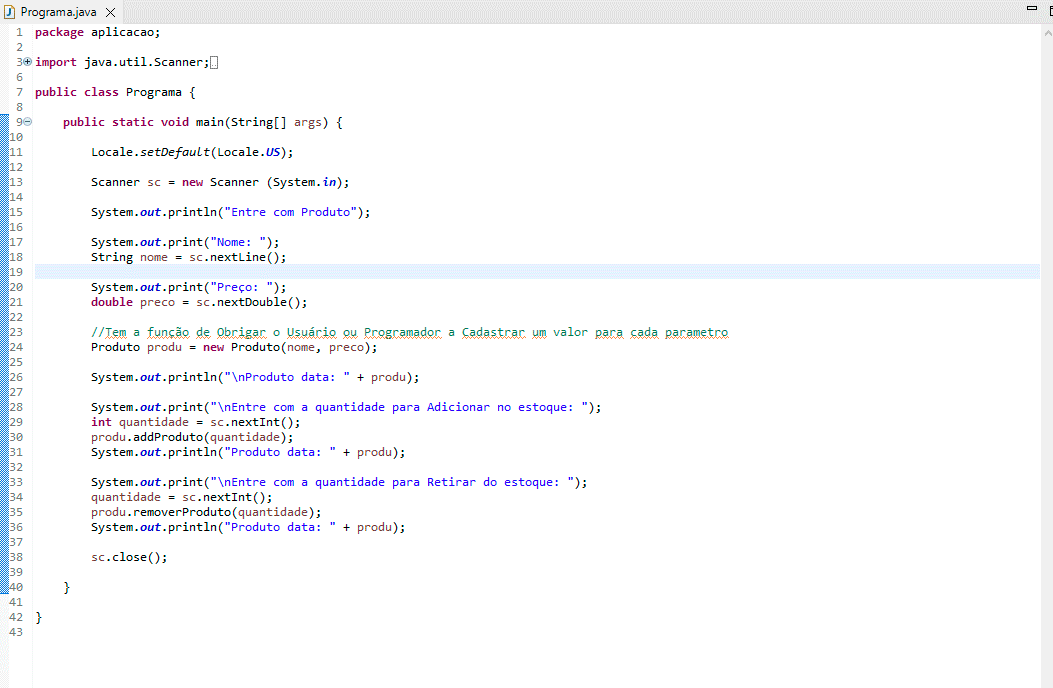 Programa.java
1 package aplicacao;
2
3 import java.util.Scanner;
6
7 public class Programa {
8
9 public static void main(String[] args) {
10
11 Locale.setDefault(Locale.US);
12
13 Scanner sc = new Scanner (System.in);
14
15 System.out.println("Entre com Produto");
16
17 System.out.print("Nome: ");
18 String nome = sc.nextLine();
19
20 System.out.print("Preço: ");
21 double preco = sc.nextDouble();
22
23 //Tem a função de Obrigar o Usuário ou Programador a Cadastrar um valor para cada parametro
24 Produto produ = new Produto(nome, preco);
25
26 System.out.println("\nProduto data: " + produ);
27
28 System.out.print("\nEntre com a quantidade para Adicionar no estoque: ");
29 int quantidade = sc.nextInt();
30 produ.addProduto(quantidade);
31 System.out.println("Produto data: " + produ);
32
33 System.out.print("\nEntre com a quantidade para Retirar do estoque: ");
34 quantidade = sc.nextInt();
35 produ.removerProduto(quantidade);
36 System.out.println("Produto data: " + produ);
37
38 sc.close();
39
40 }
41
42 }
43